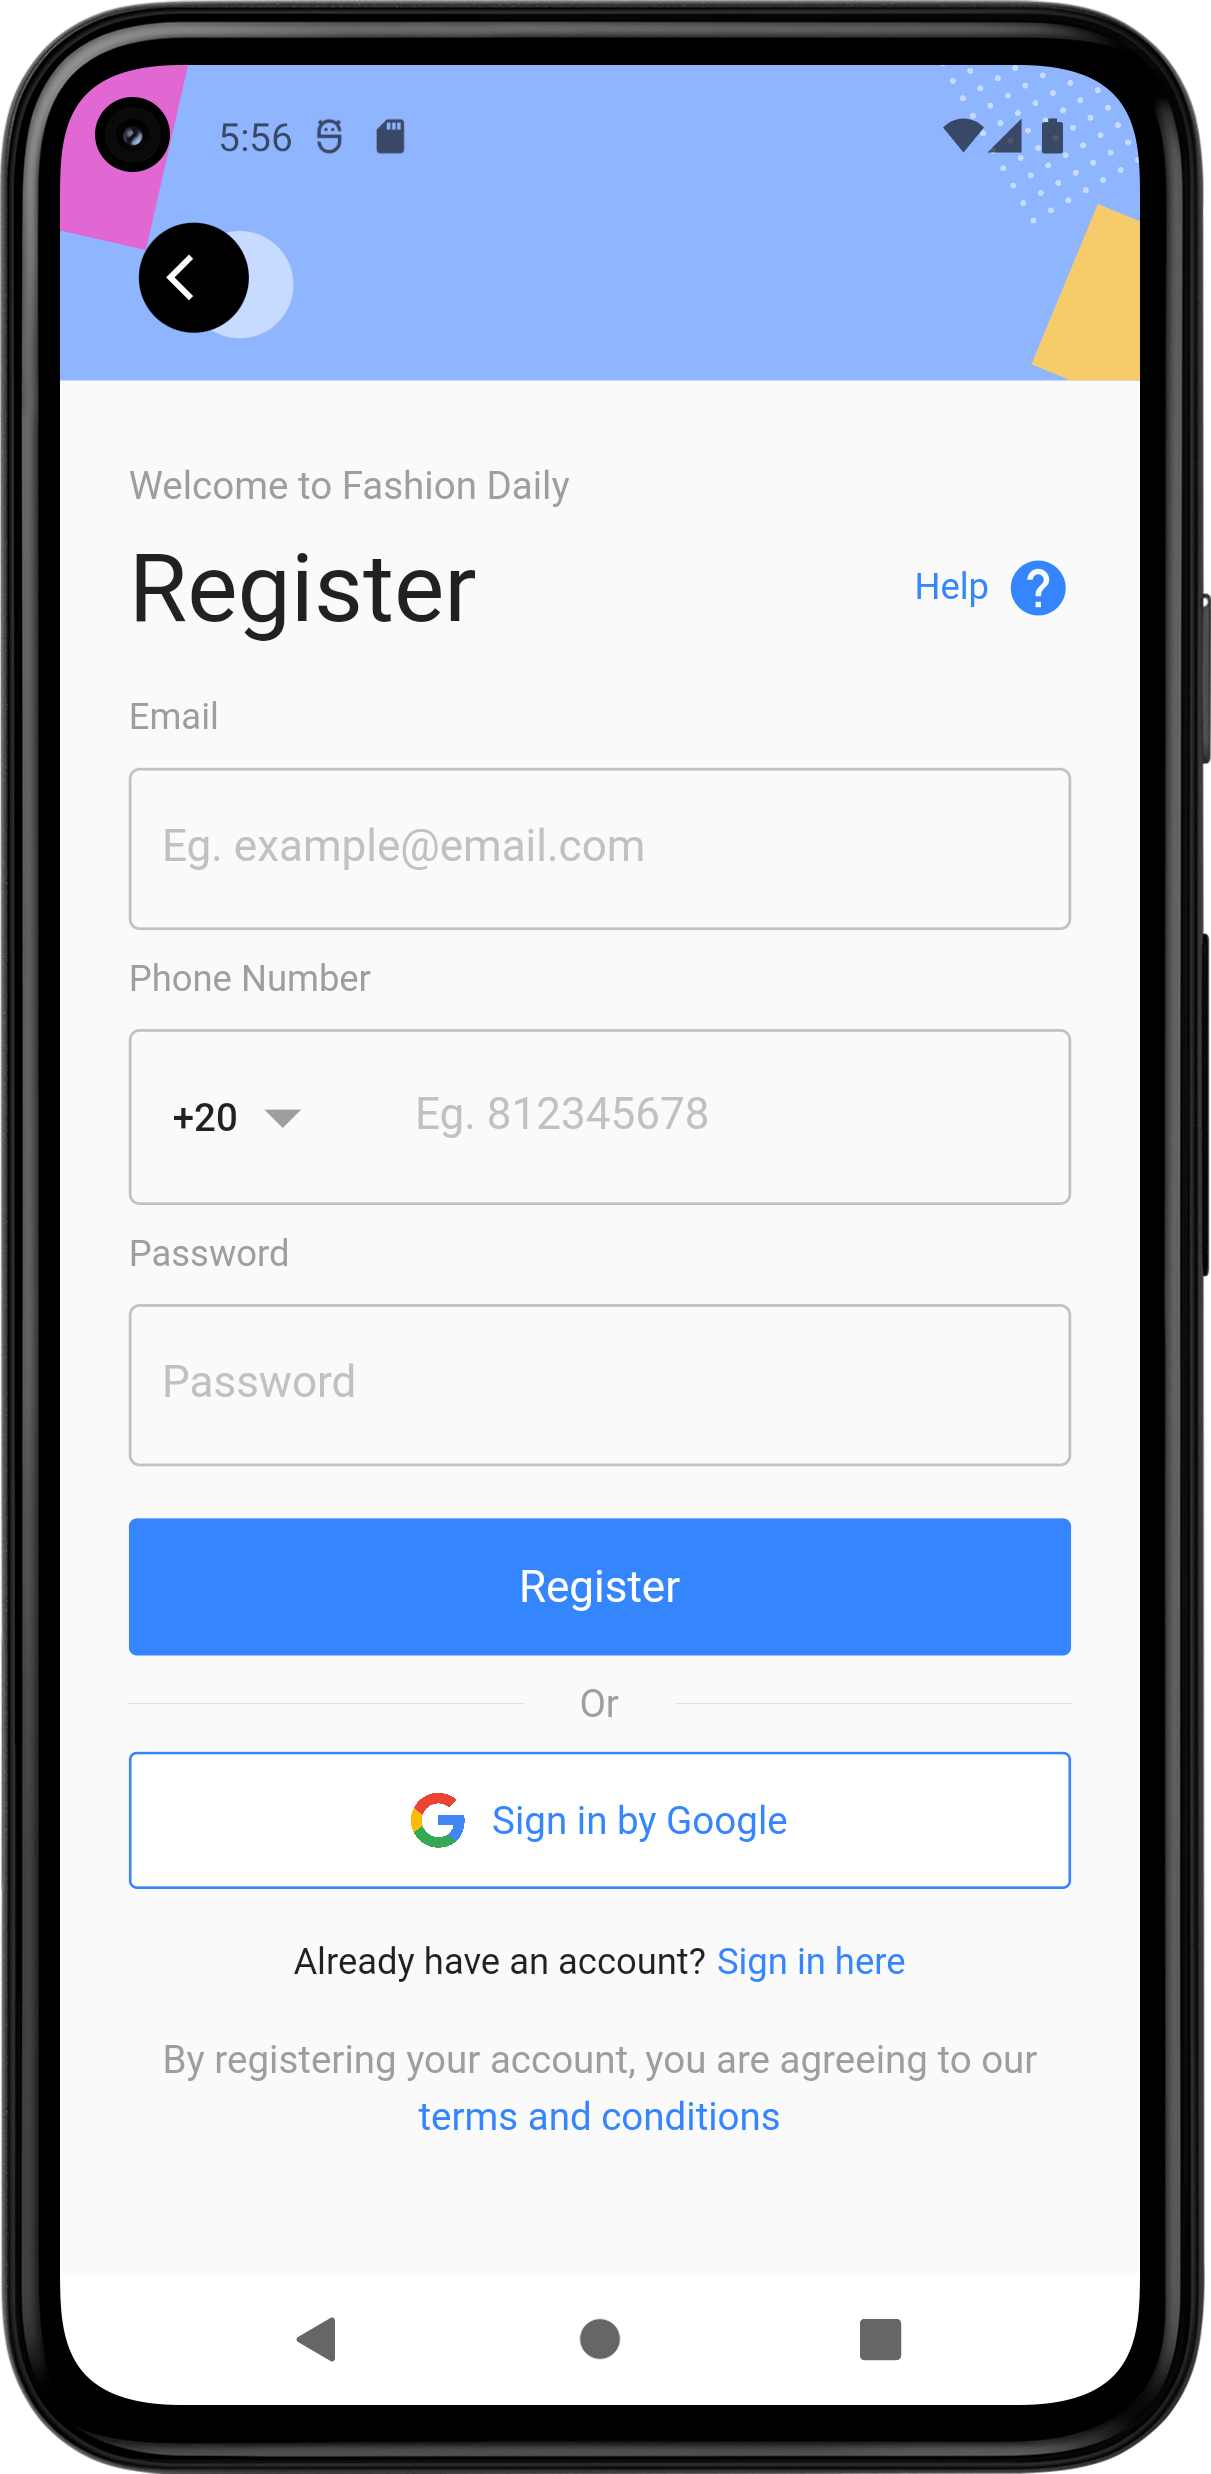 5:56
Welcome to Fashion Daily
Register
Help ?
Email
Eg. example@email.com
Phone Number
+20
Eg. 812345678
Password
Password
Register
Or
Sign in by Google
Already have an account? Sign in here
By registering your account, you are agreeing to our
terms and conditions